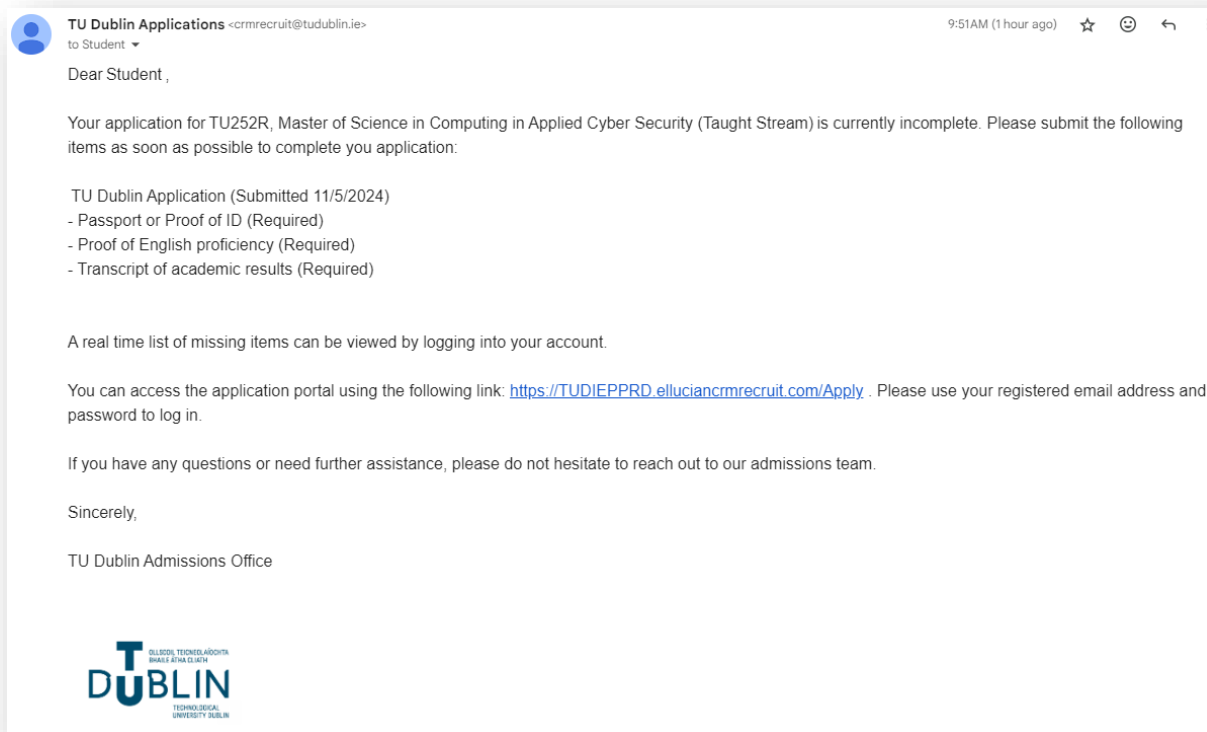 TU Dublin Applications <crmrecruit@tudublin.ie>
9:51AM (1 hour ago)
to Student
Dear Student ,
Your application for TU252R, Master of Science in Computing in Applied Cyber Security (Taught Stream) is currently incomplete. Please submit the following
items as soon as possible to complete you application:
TU Dublin Application (Submitted 11/5/2024)
- Passport or Proof of ID (Required)
- Proof of English proficiency (Required)
- Transcript of academic results (Required)
A real time list of missing items can be viewed by logging into your account.
You can access the application portal using the following link: https://TUDIEPPRD.elluciancrmrecruit.com/Apply . Please use your registered email address and
password to log in.
If you have any questions or need further assistance, please do not hesitate to reach out to our admissions team.
Sincerely,
TU Dublin Admissions Office
OLLSCOIL TEICNEOLAÍOCHTA
BHAILE ÁTHA CLIATH
T
DUBLIN
TECHNOLOGICAL
UNIVERSITY DUBLIN